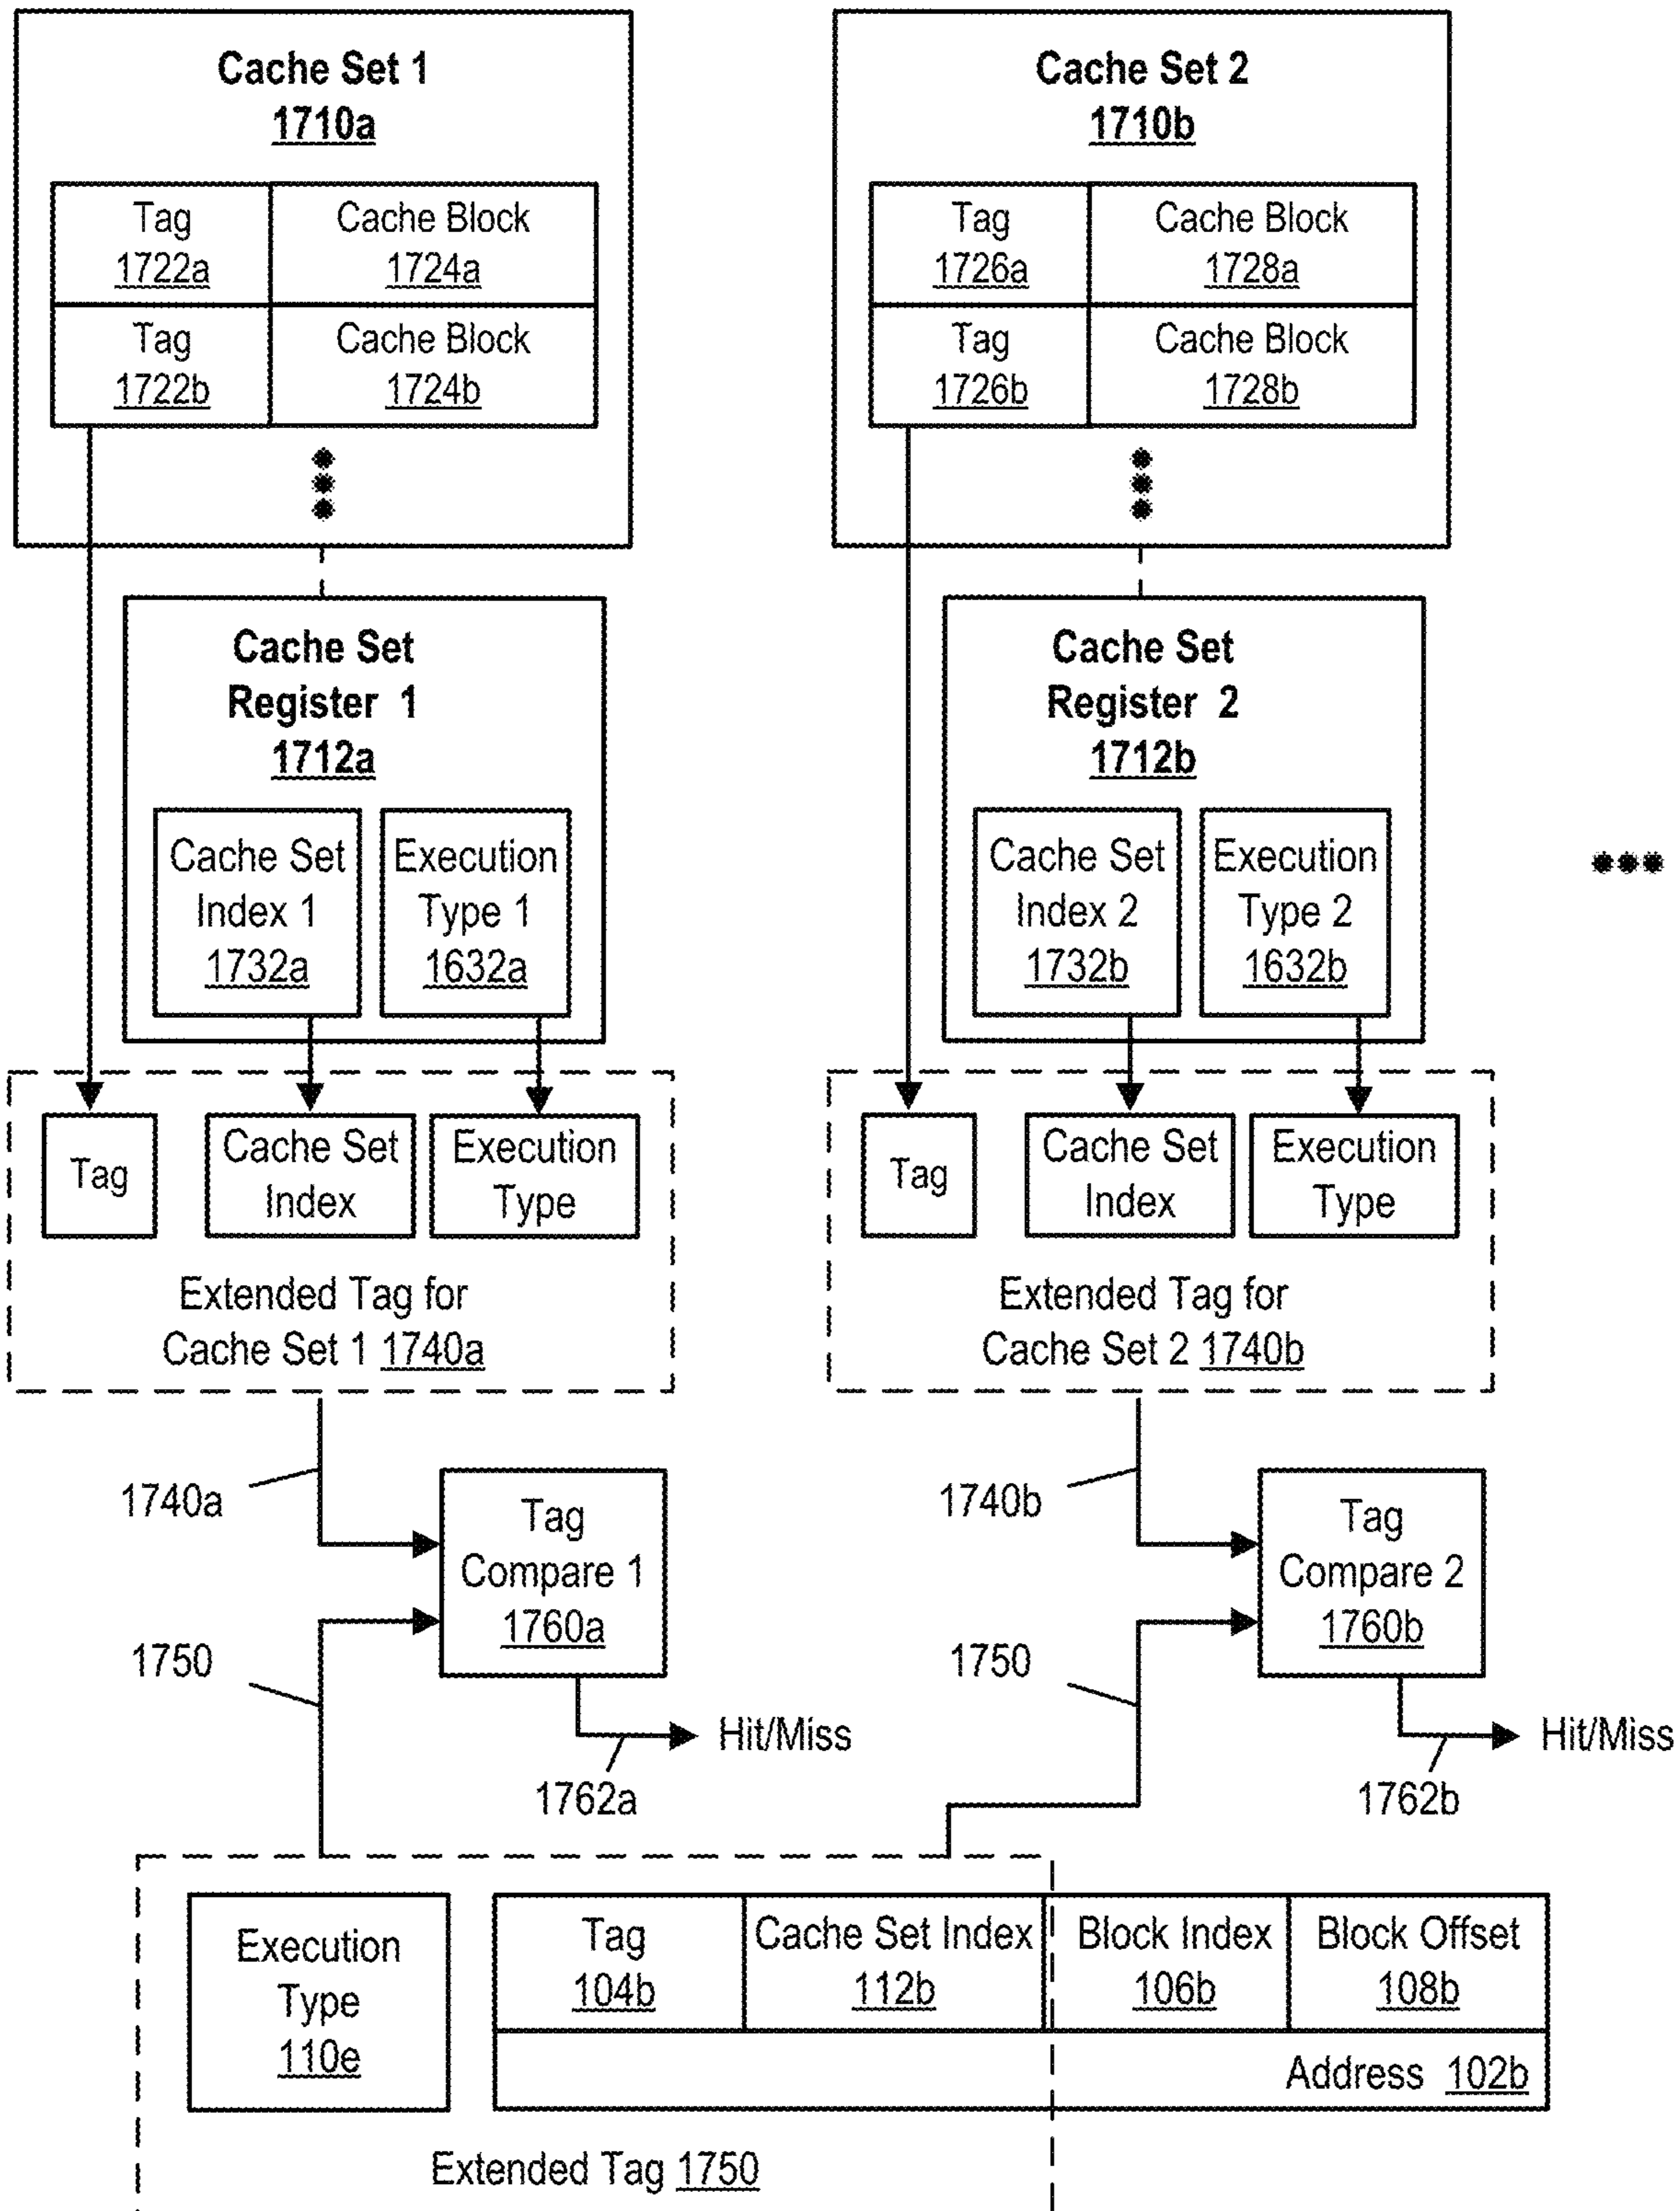 Cache Set 1
1710a
Tag
1722a
Cache Block
1724a
Tag
1722b
Cache Block
1724b
Cache Set 2
1710b
Tag
1726a
Cache Block
1728a
Tag
1726b
Cache Block
1728b
Cache Set
Register 1
1712a
Cache Set
Index 1
1732a
Execution
Type 1
1632a
Cache Set
Register 2
1712b
Cache Set
Index 2
1732b
Execution
Type 2
1632b
Tag
Cache Set
Index
Execution
Type
Extended Tag for
Cache Set 1 1740a
Tag
Cache Set
Index
Execution
Type
Extended Tag for
Cache Set 2 1740b
1740a
Tag
Compare 1
1760a
1750
Hit/Miss
1762a
1740b
Tag
Compare 2
1760b
1750
Hit/Miss
1762b
Execution
Type
110e
Tag
104b
Cache Set Index
112b
Block Index
106b
Block Offset
108b
Address 102b
Extended Tag 1750